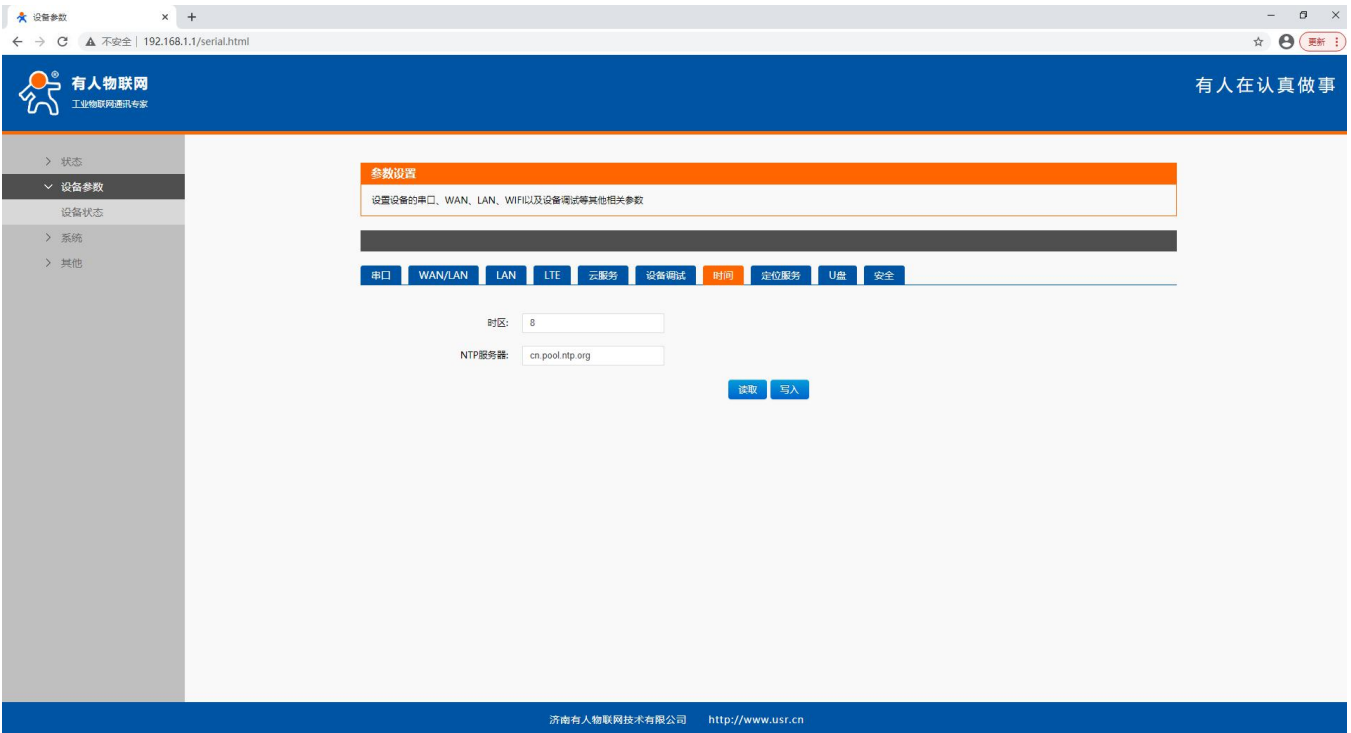 设备参数
不安全 | 192.168.1.1/serial.html
更新
有人物联网
工业物联网通讯专家
有人在认真做事
状态
设备参数
设备状态
系统
其他
参数设置
设置设备的串口、WAN、LAN、WIFI以及设备调试等其他相关参数
串口 WAN/LAN LAN LTE 云服务 设备调试 时间 定位服务 U盘 安全
时区: 8
NTP服务器: cn.pool.ntp.org
读取 写入
济南有人物联网技术有限公司 http://www.usr.cn